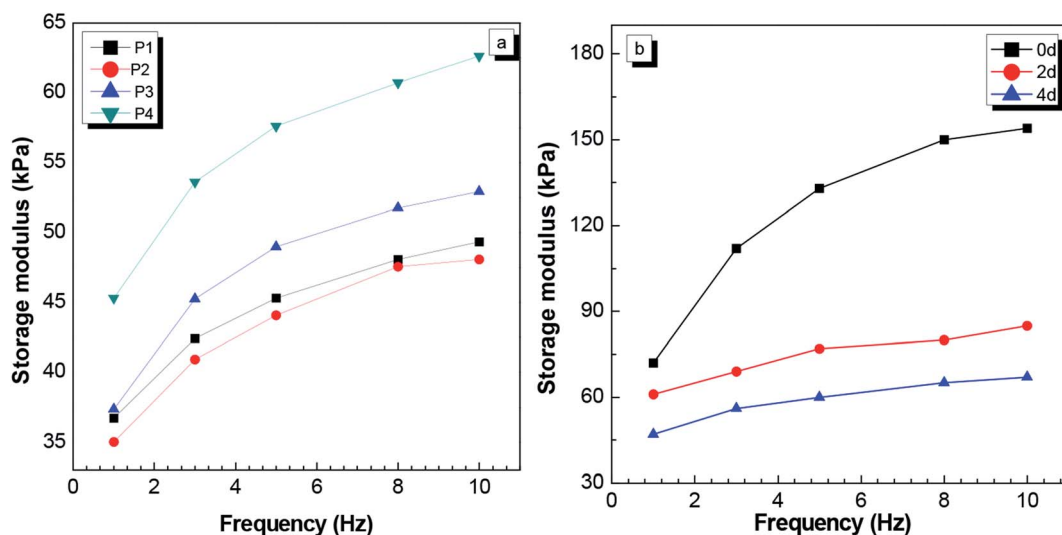 65
60
55
50
45
40
35
Storage modulus (kPa)
P1
P2
P3
P4
a
0 2 4 6 8 10
Frequency (Hz)
180
150
120
90
60
30
Storage modulus (kPa)
b
0d
2d
4d
0 2 4 6 8 10
Frequency (Hz)